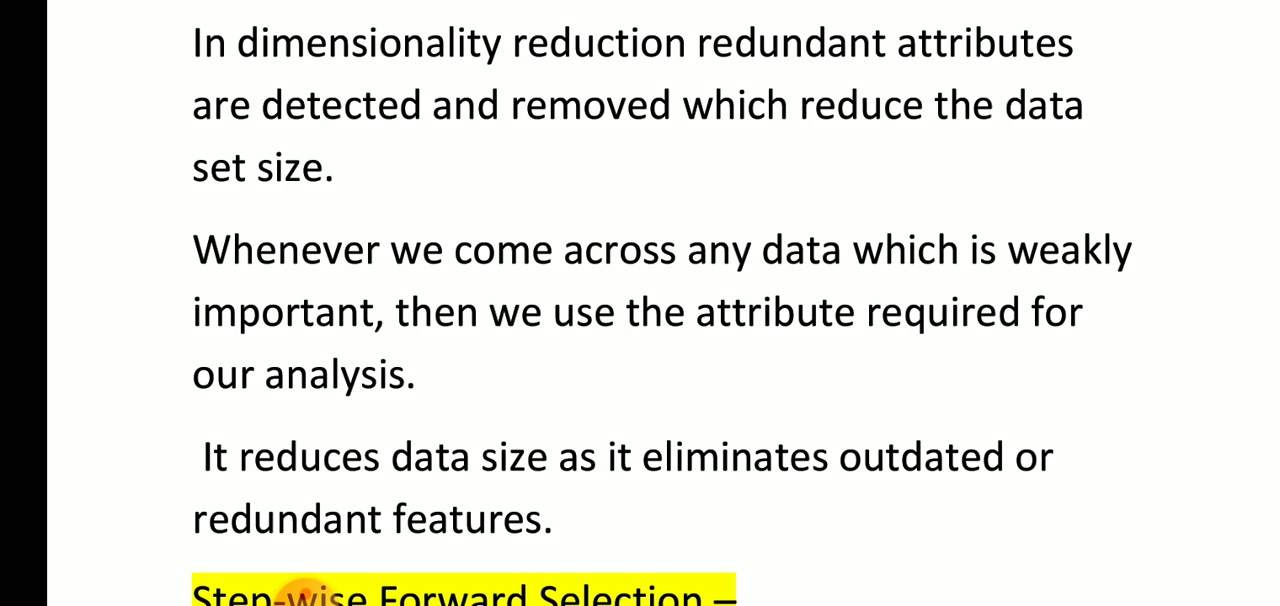 In dimensionality reduction redundant attributes
are detected and removed which reduce the data
set size.
Whenever we come across any data which is weakly
important, then we use the attribute required for
our analysis.
It reduces data size as it eliminates outdated or
redundant features.
Step-wise Forward Selection –